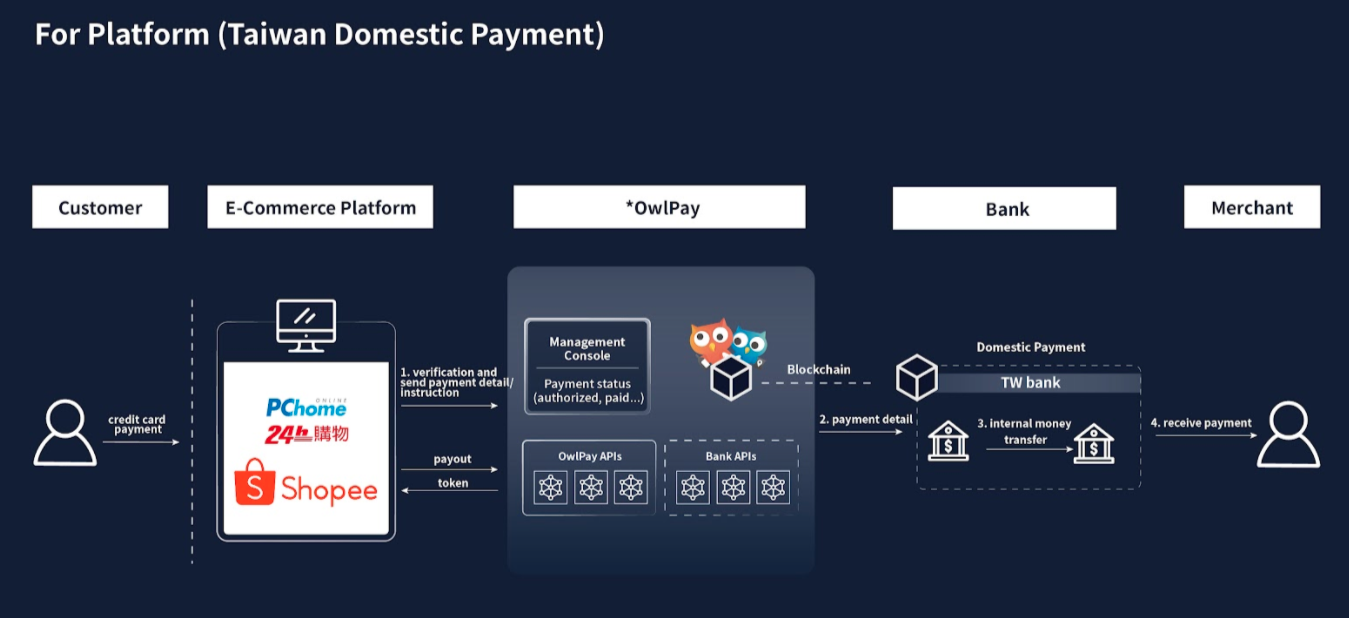 For Platform (Taiwan Domestic Payment)
Customer
E-Commerce Platform
*OwlPay
Bank
Merchant
credit card
payment
PChome
ONLINE
24h購物
Shopee
1. verification and
send payment detail/
instruction
payout
token
Management
Console
Payment status
(authorized, paid...)
OwlPay APIs
Bank APIs
Blockchain
2. payment detail
Domestic Payment
TW bank
3. internal money
transfer
4. receive payment